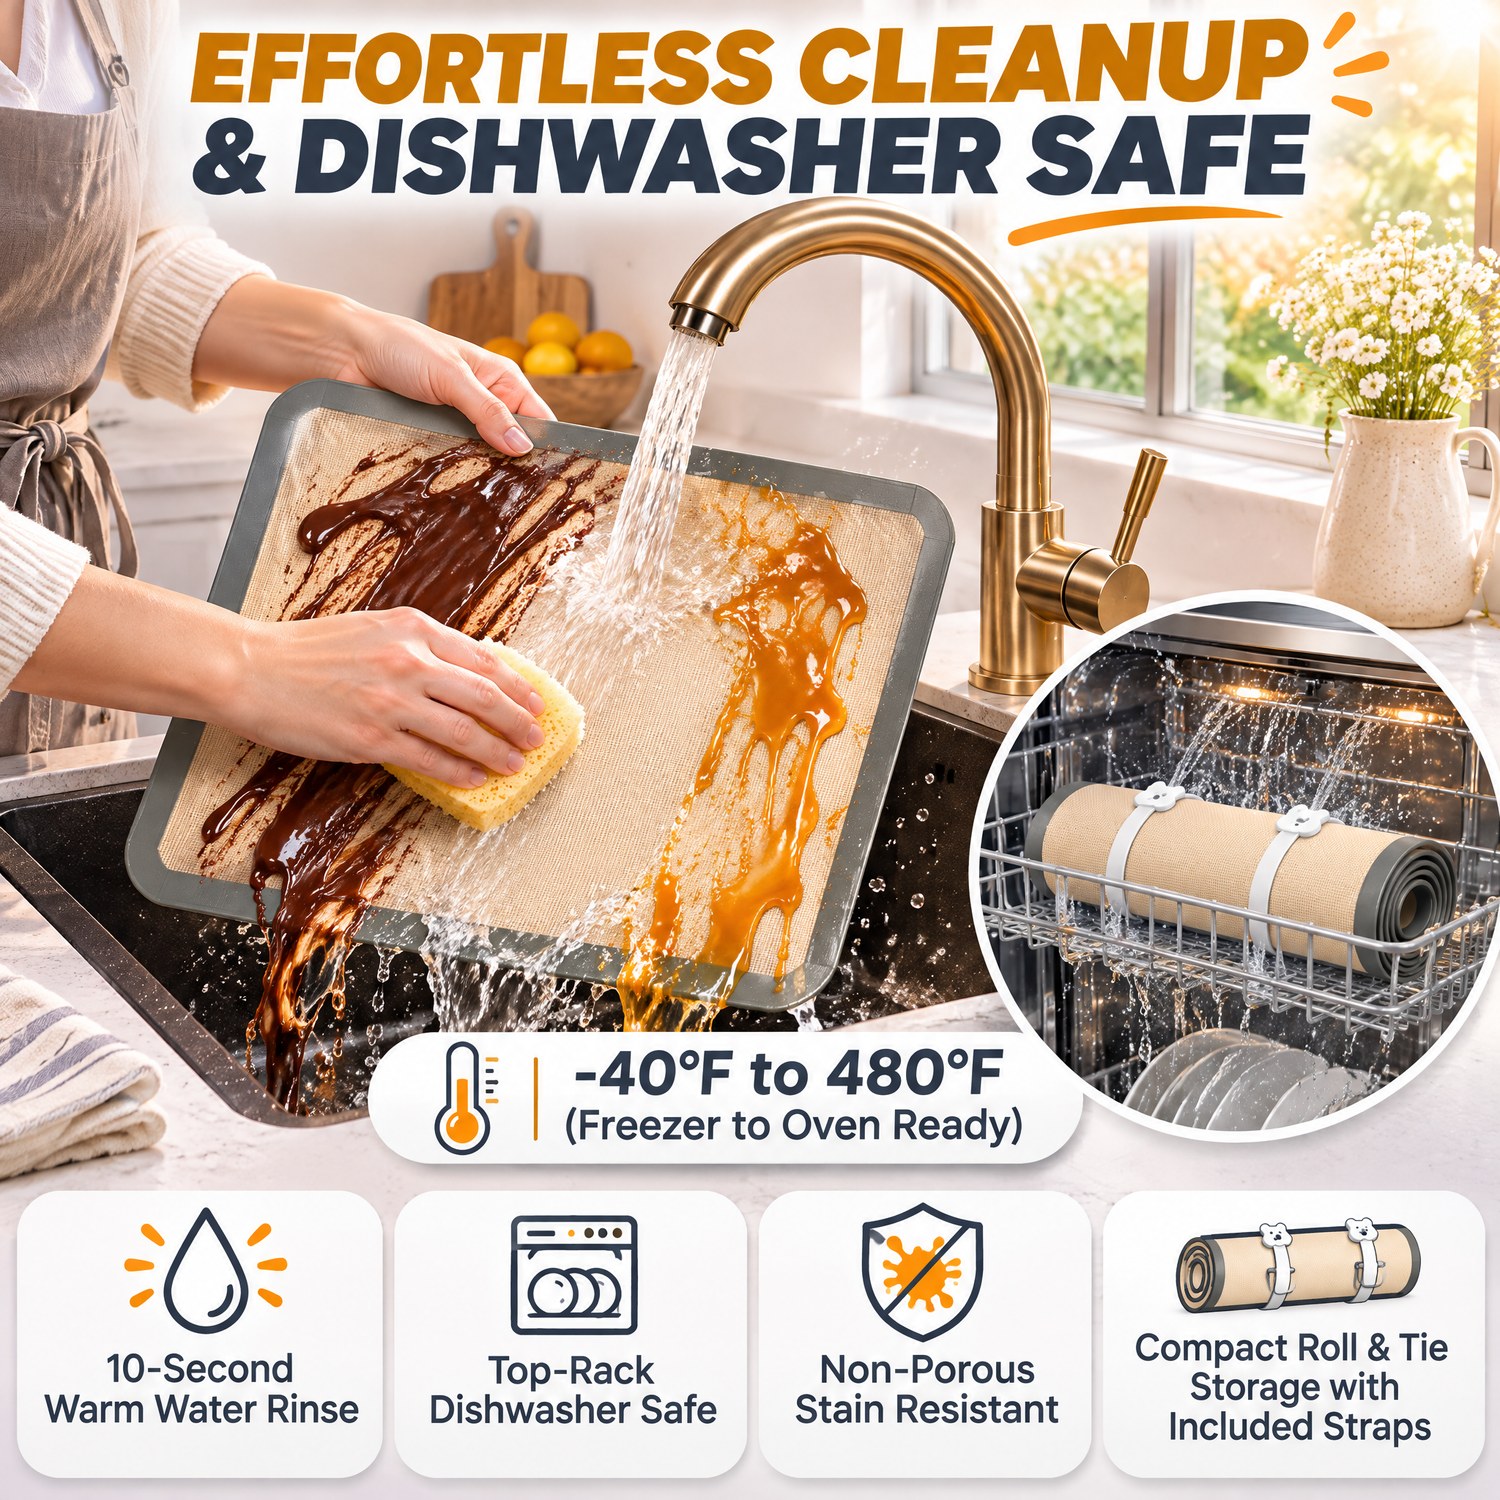 EFFORTLESS CLEANUP
& DISHWASHER SAFE
-40°F to 480°F
(Freezer to Oven Ready)
10-Second
Warm Water Rinse
Top-Rack
Dishwasher Safe
Non-Porous
Stain Resistant
Compact Roll & Tie
Storage with
Included Straps